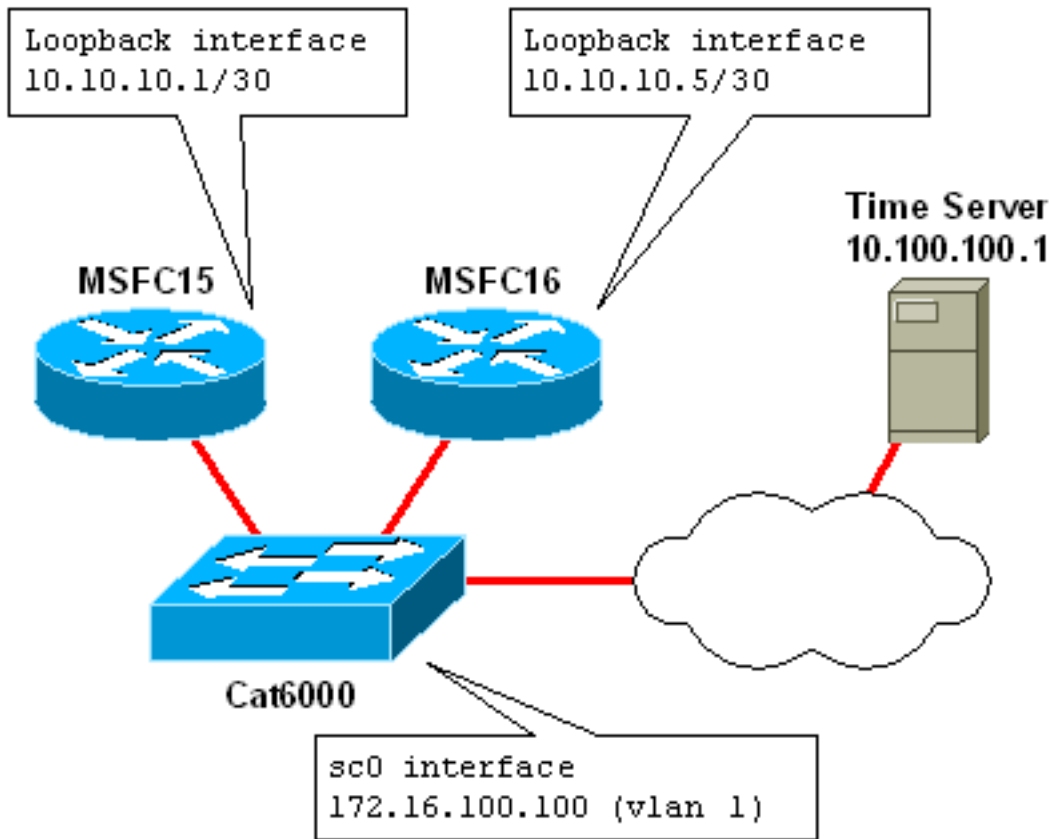 Loopback interface
10.10.10.1/30
Loopback interface
10.10.10.5/30
Time Server
10.100.100.1
MSFC15
MSFC16
Cat6000
sc0 interface
172.16.100.100 (vlan 1)